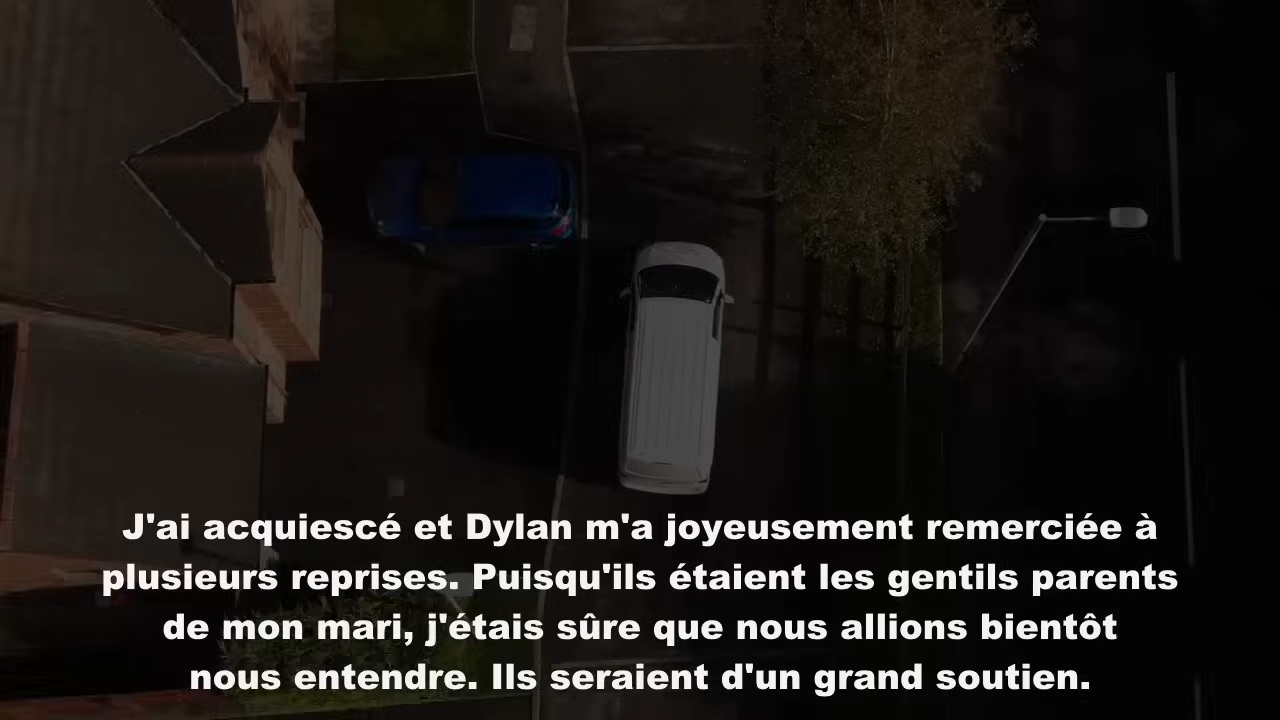 J'ai acquiescé et Dylan m'a joyeusement remerciée à
plusieurs reprises. Puisqu'ils étaient les gentils parents
de mon mari, j'étais sûre que nous allions bientôt
nous entendre. Ils seraient d'un grand soutien.